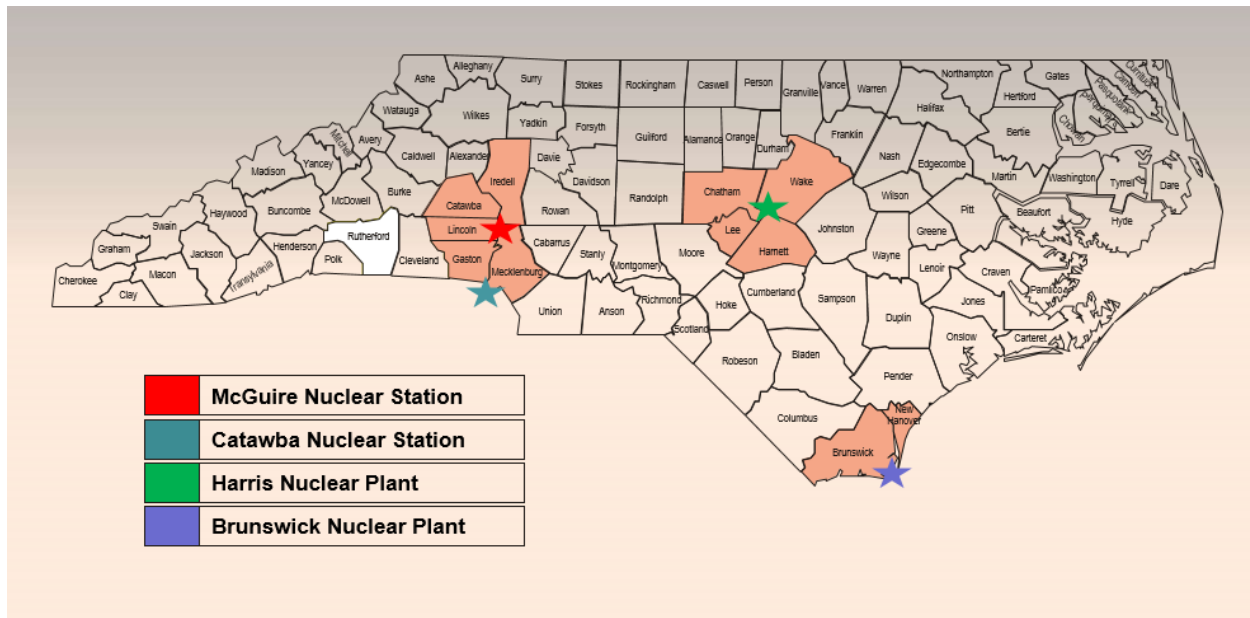 Ashe
Alleghany
Surry
Stokes
Rockingham
Caswell
Person
Granville
Vance
Warren
Northampton
Gates
Currituck
Camden
Pasquotank
Perquimans
Chowan
Hertford
Halifax
Bertie
Watauga
Wilkes
Yadkin
Forsyth
Guilford
Alamance
Orange
Durham
Franklin
Nash
Edgecombe
Martin
Washington
Tyrrell
Dare
Mitchell
Avery
Caldwell
Alexander
Iredell
Davie
Davidson
Randolph
Chatham
Wake
Wilson
Pitt
Beaufort
Hyde
Madison
Yancey
McDowell
Burke
Catawba
Rowan
Lee
Johnston
Greene
Swain
Haywood
Buncombe
Rutherford
Lincoln
Cabarrus
Stanly
Montgomery
Moore
Harnett
Wayne
Lenoir
Craven
Pamlico
Graham
Jackson
Henderson
Polk
Cleveland
Gaston
Mecklenburg
Cherokee
Macon
Clay
Transylvania
Union
Anson
Richmond
Scotland
Hoke
Cumberland
Sampson
Duplin
Jones
Onslow
Carteret
Robeson
Bladen
Pender
Columbus
New
Hanover
Brunswick
McGuire Nuclear Station
Catawba Nuclear Station
Harris Nuclear Plant
Brunswick Nuclear Plant